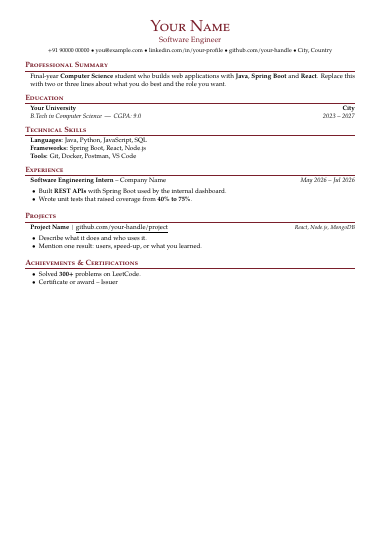 Your Name
Software Engineer
+91 90000 00000 • you@example.com • linkedin.com/in/your-profile • github.com/your-handle • City, Country
Professional Summary
Final-year Computer Science student who builds web applications with Java, Spring Boot and React. Replace this
with two or three lines about what you do best and the role you want.
Education
Your University City
B.Tech in Computer Science — CGPA: 9.0 2023 – 2027
Technical Skills
Languages: Java, Python, JavaScript, SQL
Frameworks: Spring Boot, React, Node.js
Tools: Git, Docker, Postman, VS Code
Experience
Software Engineering Intern – Company Name May 2026 – Jul 2026
• Built REST APIs with Spring Boot used by the internal dashboard.
• Wrote unit tests that raised coverage from 40% to 75%.
Projects
Project Name | github.com/your-handle/project React, Node.js, MongoDB
• Describe what it does and who uses it.
• Mention one result: users, speed-up, or what you learned.
Achievements & Certifications
• Solved 300+ problems on LeetCode.
• Certificate or award – Issuer